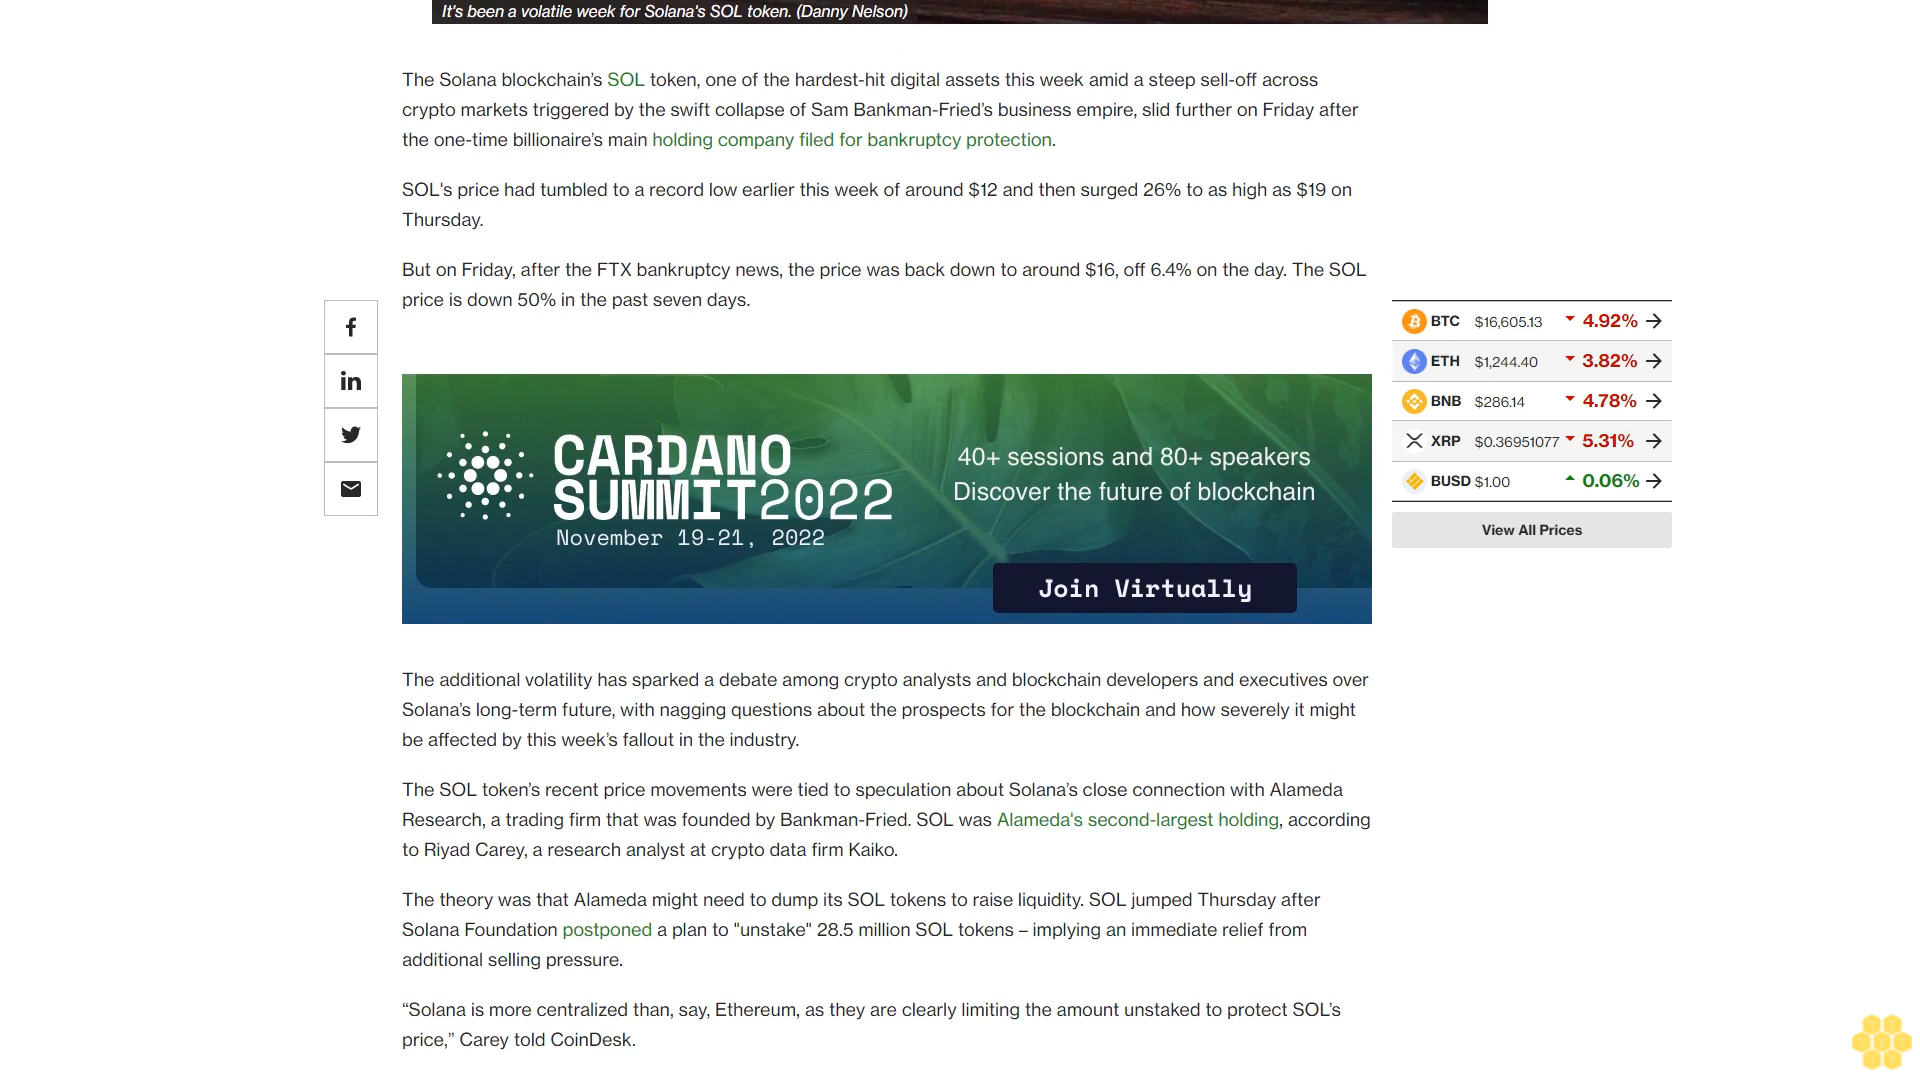 It's been a volatile week for Solana's SOL token. (Danny Nelson)
The Solana blockchain’s SOL token, one of the hardest-hit digital assets this week amid a steep sell-off across
crypto markets triggered by the swift collapse of Sam Bankman-Fried’s business empire, slid further on Friday after
the one-time billionaire’s main holding company filed for bankruptcy protection.
SOL's price had tumbled to a record low earlier this week of around $12 and then surged 26% to as high as $19 on
Thursday.
But on Friday, after the FTX bankruptcy news, the price was back down to around $16, off 6.4% on the day. The SOL
price is down 50% in the past seven days.
BTC $16,605.13 4.92%
ETH $1,244.40 3.82%
BNB $286.14 4.78%
XRP $0.36951077 5.31%
BUSD $1.00 0.06%
View All Prices
CARDANO
SUMMIT2022
November 19-21, 2022
40+ sessions and 80+ speakers
Discover the future of blockchain
Join Virtually
The additional volatility has sparked a debate among crypto analysts and blockchain developers and executives over
Solana’s long-term future, with nagging questions about the prospects for the blockchain and how severely it might
be affected by this week’s fallout in the industry.
The SOL token’s recent price movements were tied to speculation about Solana’s close connection with Alameda
Research, a trading firm that was founded by Bankman-Fried. SOL was Alameda's second-largest holding, according
to Riyad Carey, a research analyst at crypto data firm Kaiko.
The theory was that Alameda might need to dump its SOL tokens to raise liquidity. SOL jumped Thursday after
Solana Foundation postponed a plan to "unstake" 28.5 million SOL tokens – implying an immediate relief from
additional selling pressure.
“Solana is more centralized than, say, Ethereum, as they are clearly limiting the amount unstaked to protect SOL’s
price,” Carey told CoinDesk.